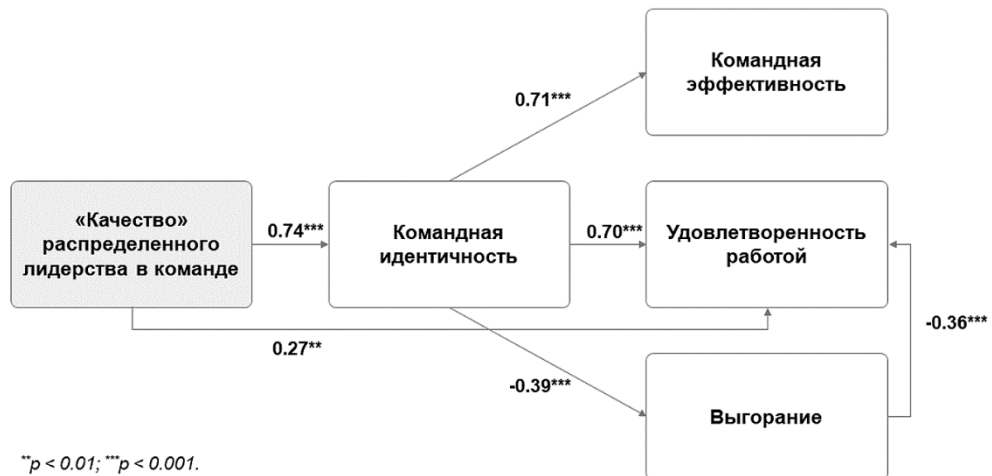 Командная
эффективность
0.71***
«Качество»
распределенного
лидерства в команде
0.74***
Командная
идентичность
0.70***
Удовлетворенность
работой
0.27**
-0.36***
-0.39***
Выгорание
**p < 0.01; ***p < 0.001.